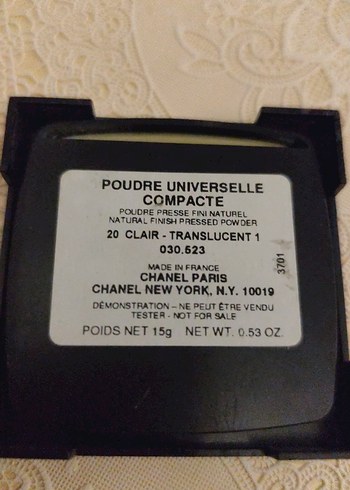 POUDRE UNIVERSELLE
COMPACTE
POUDRE PRESSE FINI NATUREL
NATURAL FINISH PRESSED POWDER
20 CLAIR - TRANSLUCENT 1
030.523
3701
MADE IN FRANCE
CHANEL PARIS
CHANEL NEW YORK, N.Y. 10019
DÉMONSTRATION – NE PEUT ÊTRE VENDU
TESTER - NOT FOR SALE
POIDS NET 15g NET WT. 0.53 OZ.